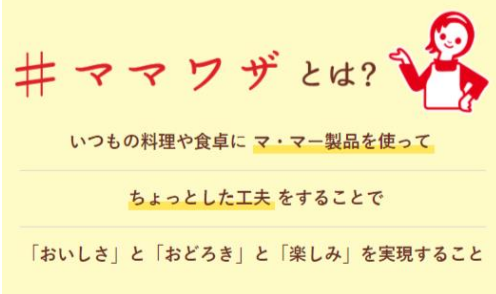 #ママワザとは?
いつもの料理や食卓に マ・マー製品を使って
ちょっとした工夫 をすることで
「おいしさ」と「おどろき」と「楽しみ」を実現すること